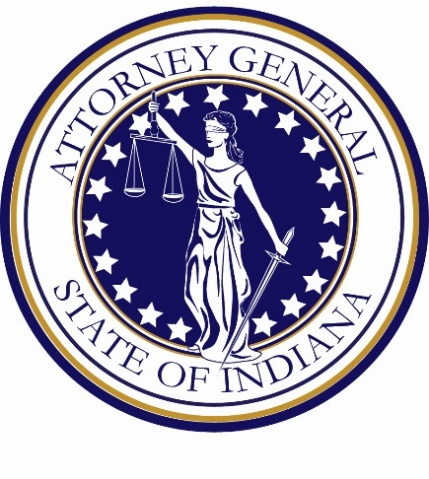 ATTORNEY GENERAL
STATE OF INDIANA